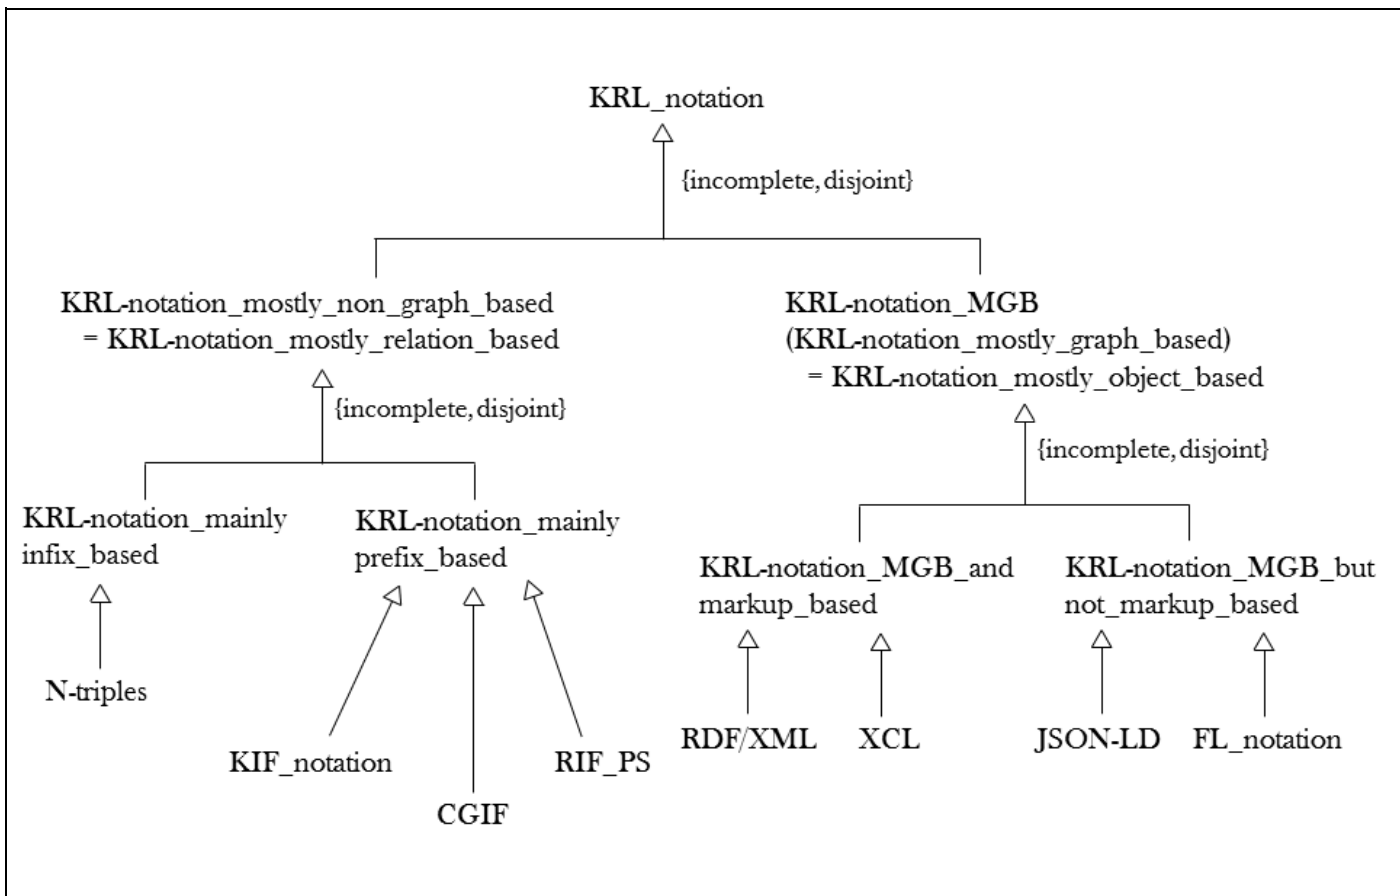 KRL_notation
{incomplete, disjoint}
KRL-notation_mostly_non_graph_based
= KRL-notation_mostly_relation_based
KRL-notation_MGB
(KRL-notation_mostly_graph_based)
= KRL-notation_mostly_object_based
{incomplete, disjoint}
{incomplete, disjoint}
KRL-notation_mainly
infix_based
KRL-notation_mainly
prefix_based
KRL-notation_MGB_and
markup_based
KRL-notation_MGB_but
not_markup_based
N-triples
KIF_notation
CGIF
RIF_PS
RDF/XML
XCL
JSON-LD
FL_notation